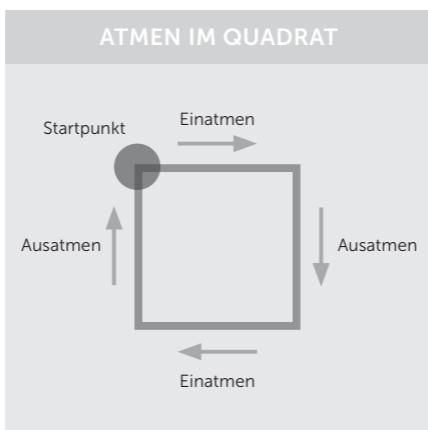 ATMEN IM QUADRAT
Startpunkt
Einatmen
Ausatmen
Ausatmen
Einatmen